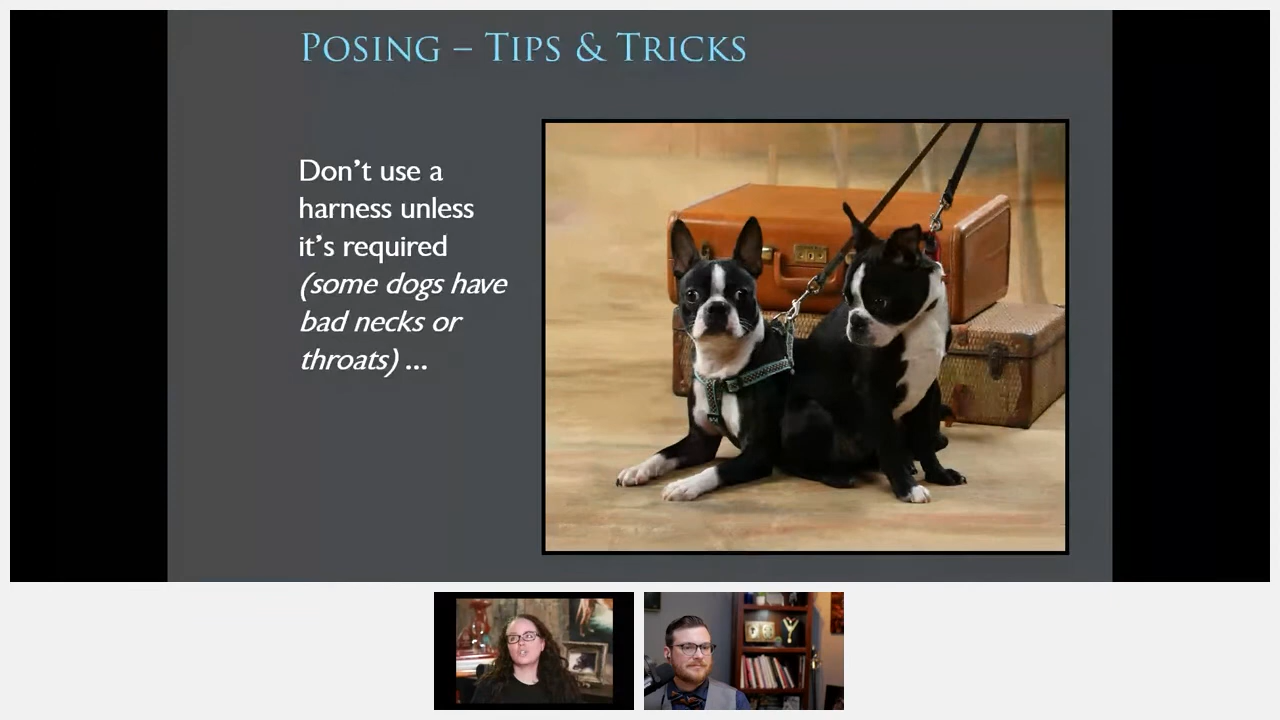 POSING – TIPS & TRICKS
Don't use a
harness unless
it's required
(some dogs have
bad necks or
throats) ...